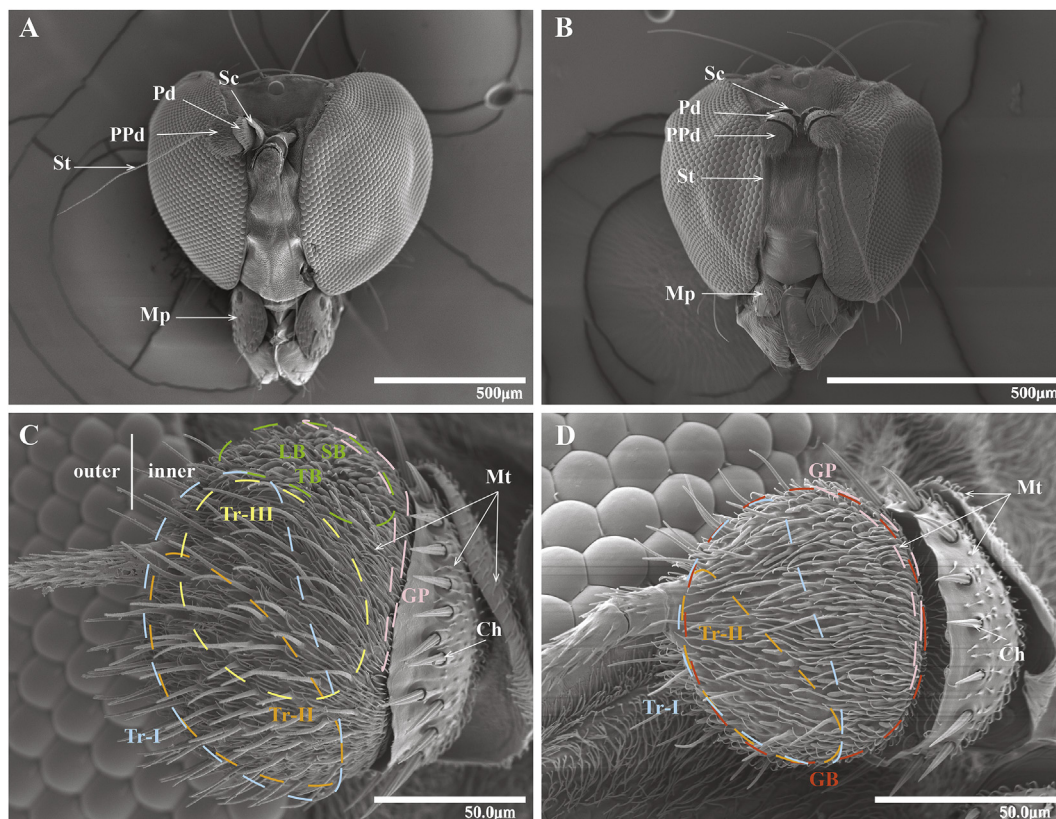 A
Sc
Pd
PPd
St
Mp
500μm
B
Sc
Pd
PPd
St
Mp
500μm
C
outer inner
LB SB
TB
Mt
Tr-III
GP
Ch
Tr-II
Tr-I
50.0μm
D
GP
Mt
Tr-II
Ch
Tr-I
GB
50.0μm